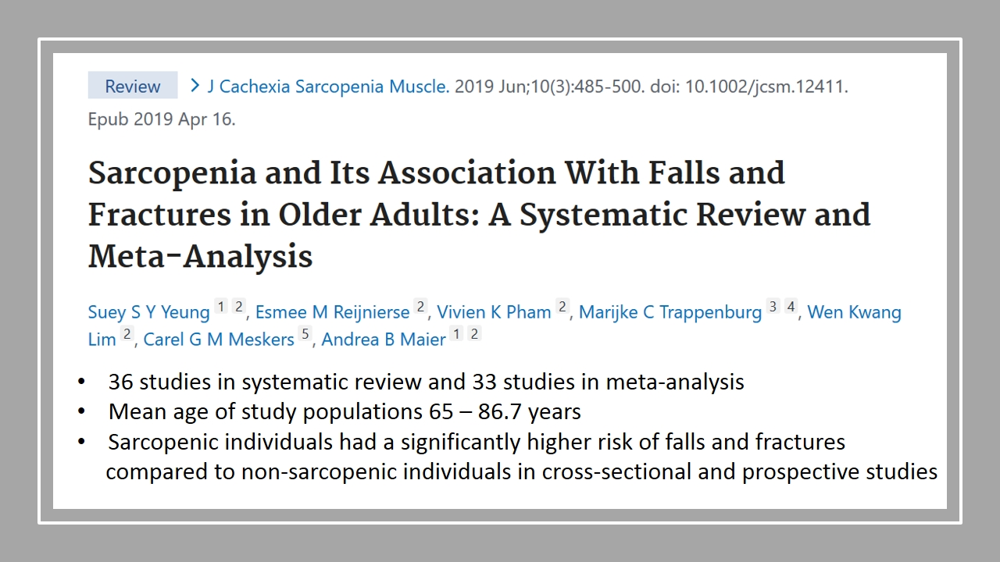 Review > J Cachexia Sarcopenia Muscle. 2019 Jun;10(3):485-500. doi: 10.1002/jcsm.12411.
Epub 2019 Apr 16.
Sarcopenia and Its Association With Falls and
Fractures in Older Adults: A Systematic Review and
Meta-Analysis
Suey S Y Yeung 1 2, Esmee M Reijnierse 2, Vivien K Pham 2, Marijke C Trappenburg 3 4, Wen Kwang
Lim 2, Carel G M Meskers 5, Andrea B Maier 1 2
• 36 studies in systematic review and 33 studies in meta-analysis
• Mean age of study populations 65 – 86.7 years
• Sarcopenic individuals had a significantly higher risk of falls and fractures
compared to non-sarcopenic individuals in cross-sectional and prospective studies